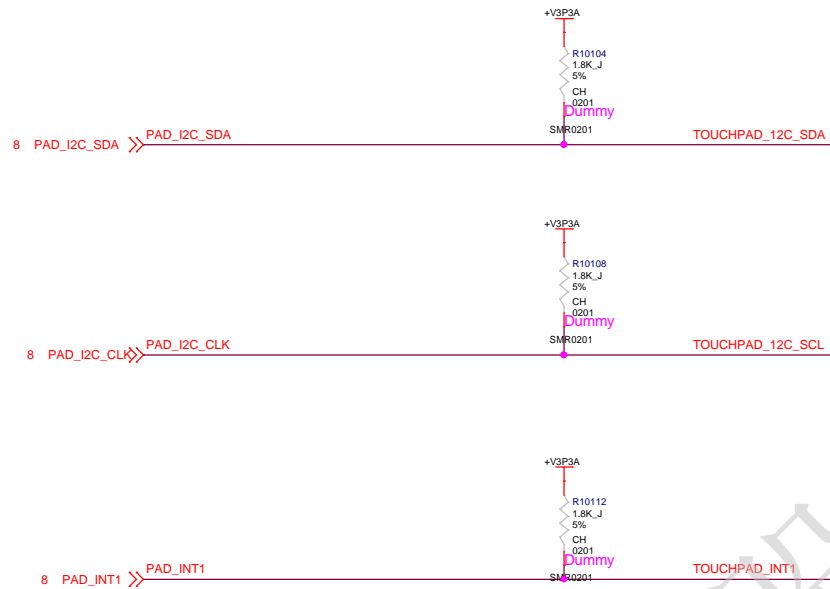 +V3P3A
R10104
1.8K_J
5%
CH
0201
Dummy
SMR0201
8 PAD_I2C_SDA PAD_I2C_SDA TOUCHPAD_12C_SDA
+V3P3A
R10108
1.8K_J
5%
CH
0201
Dummy
SMR0201
8 PAD_I2C_CLK PAD_I2C_CLK TOUCHPAD_12C_SCL
+V3P3A
R10112
1.8K_J
5%
CH
0201
Dummy
SMR0201
8 PAD_INT1 PAD_INT1 TOUCHPAD_INT1